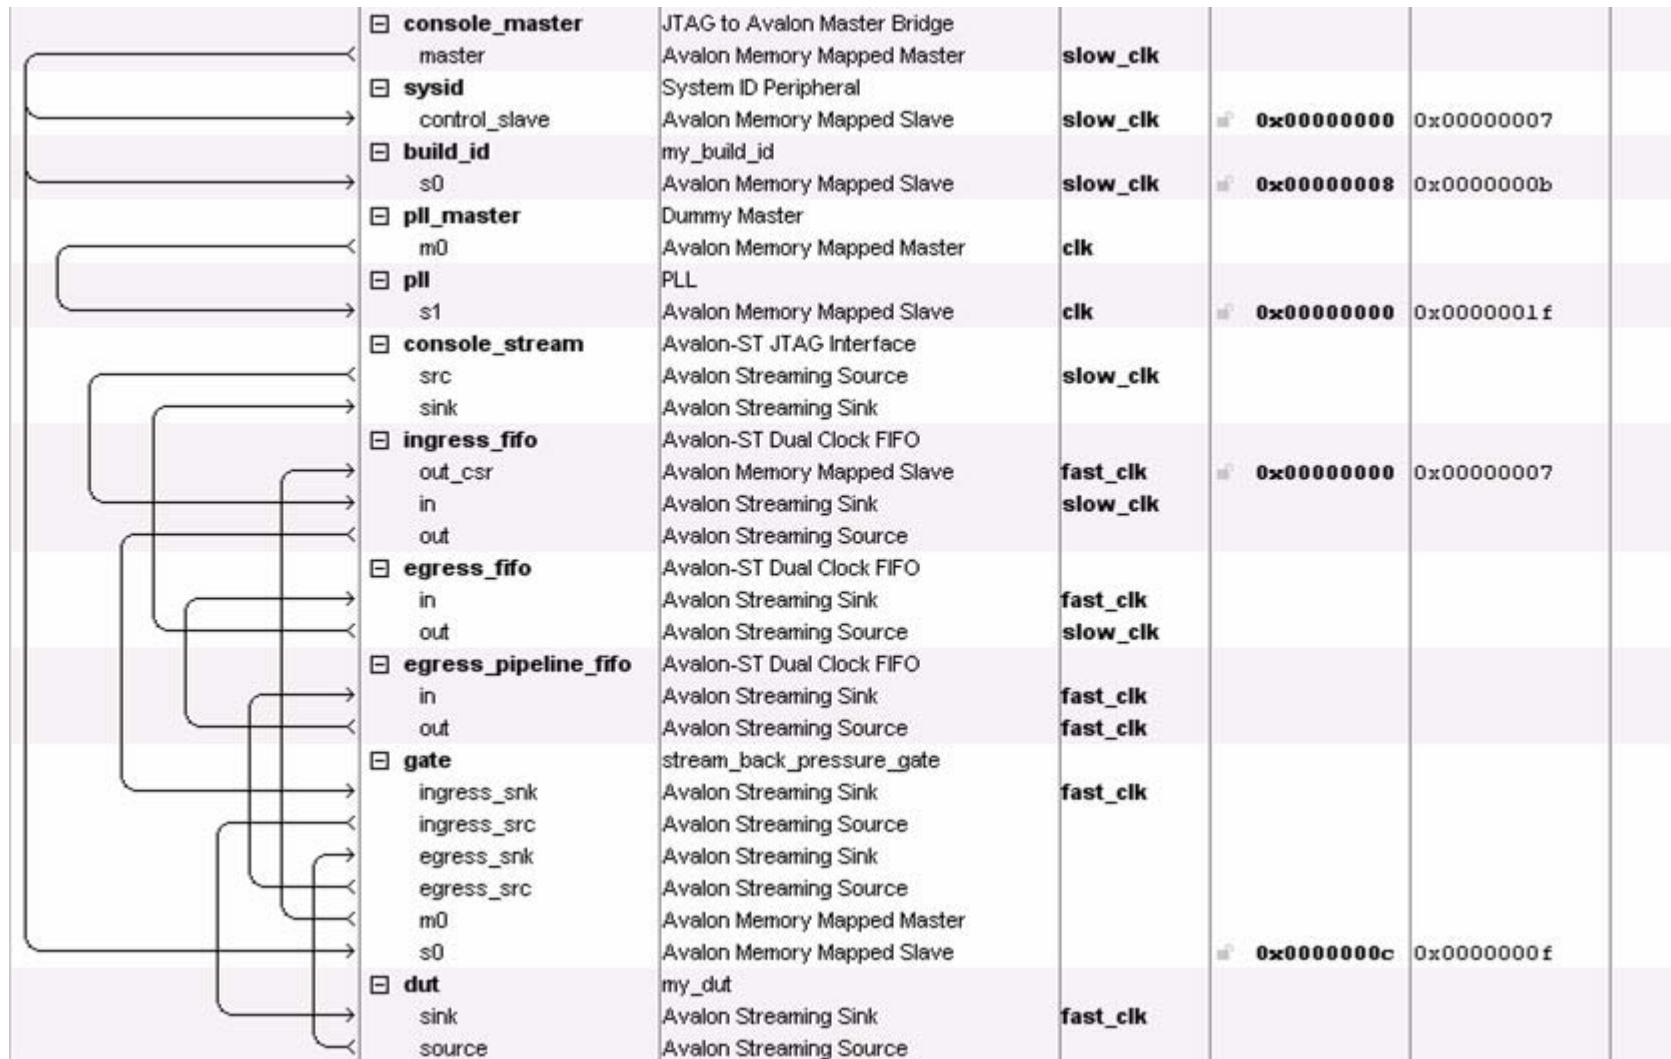 console_master JTAG to Avalon Master Bridge
master Avalon Memory Mapped Master slow_clk
sysid System ID Peripheral
control_slave Avalon Memory Mapped Slave slow_clk 0x00000000 0x00000007
build_id my_build_id
s0 Avalon Memory Mapped Slave slow_clk 0x00000008 0x0000000b
pll_master Dummy Master
m0 Avalon Memory Mapped Master clk
pll PLL
s1 Avalon Memory Mapped Slave clk 0x00000000 0x0000001f
console_stream Avalon-ST JTAG Interface
src Avalon Streaming Source slow_clk
sink Avalon Streaming Sink
ingress_fifo Avalon-ST Dual Clock FIFO
out_csr Avalon Memory Mapped Slave fast_clk 0x00000000 0x00000007
in Avalon Streaming Sink slow_clk
out Avalon Streaming Source
egress_fifo Avalon-ST Dual Clock FIFO
in Avalon Streaming Sink fast_clk
out Avalon Streaming Source slow_clk
egress_pipeline_fifo Avalon-ST Dual Clock FIFO
in Avalon Streaming Sink fast_clk
out Avalon Streaming Source fast_clk
gate stream_back_pressure_gate
ingress_snk Avalon Streaming Sink fast_clk
ingress_src Avalon Streaming Source
egress_snk Avalon Streaming Sink
egress_src Avalon Streaming Source
m0 Avalon Memory Mapped Master
s0 Avalon Memory Mapped Slave 0x0000000c 0x0000000f
dut my_dut
sink Avalon Streaming Sink fast_clk
source Avalon Streaming Source